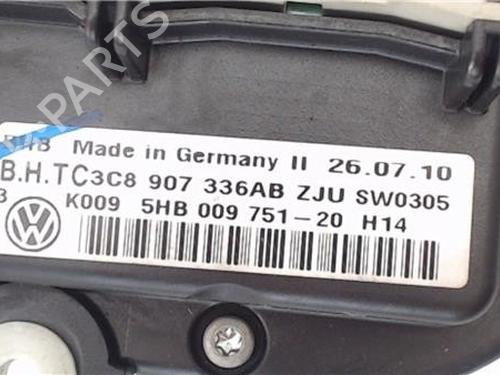 B.PARTS
Made in Germany II 26.07.10
B.H.TC3C8 907 336AB ZJU SW0305
K009 5HB 009 751-20 H14